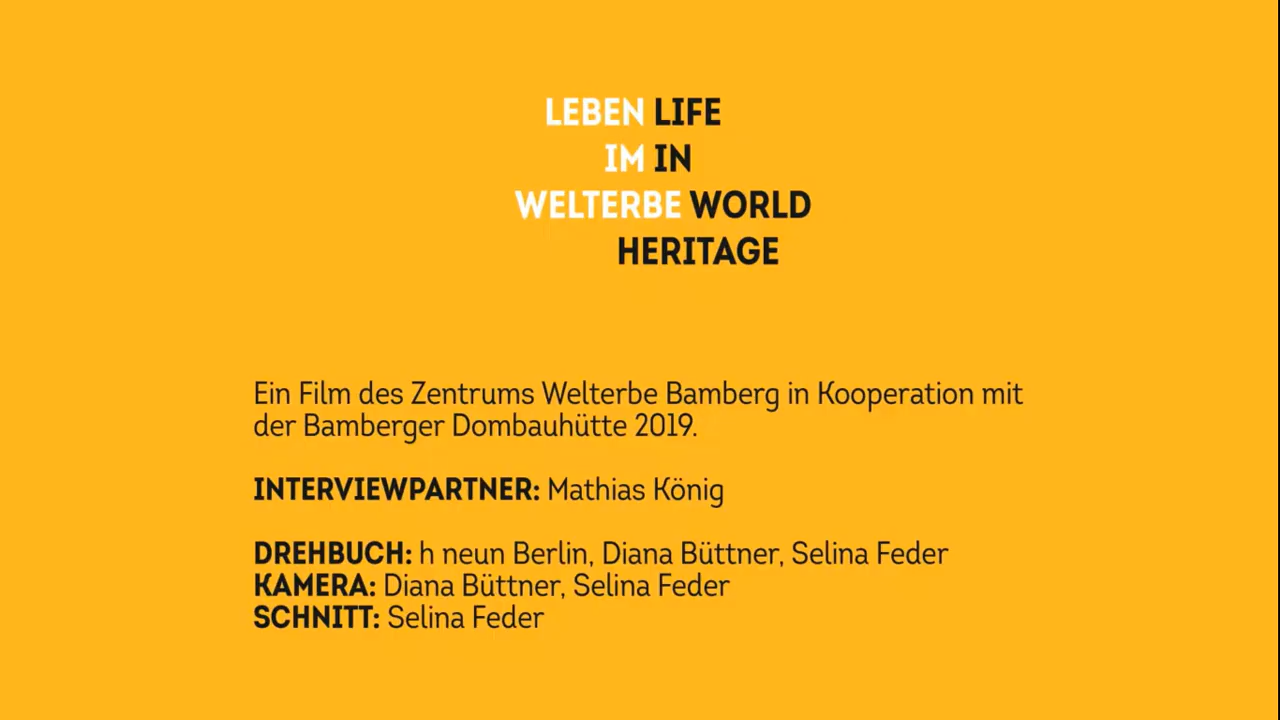 LEBEN LIFE
IM IN
WELTERBE WORLD
HERITAGE
Ein Film des Zentrums Welterbe Bamberg in Kooperation mit
der Bamberger Dombauhütte 2019.
INTERVIEWPARTNER: Mathias König
DREHBUCH: h neun Berlin, Diana Büttner, Selina Feder
KAMERA: Diana Büttner, Selina Feder
SCHNITT: Selina Feder